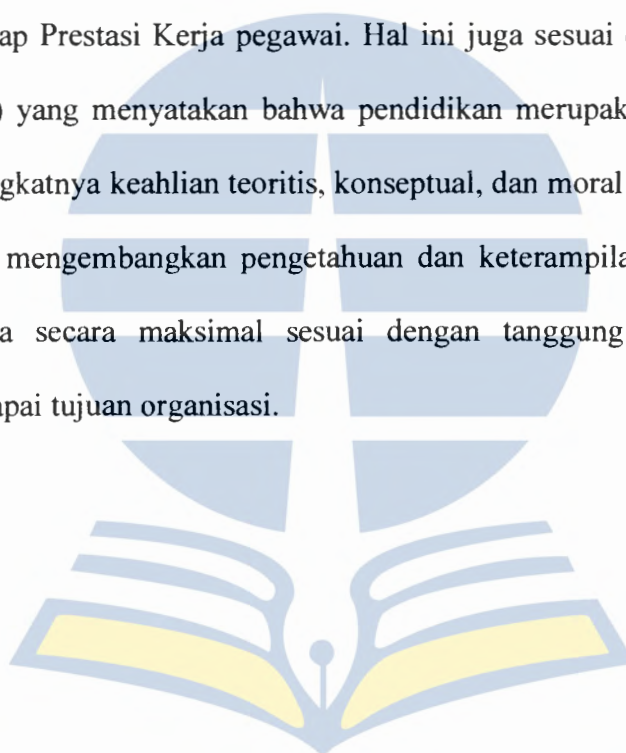 ap Prestasi Kerja pegawai. Hal ini juga sesuai
) yang menyatakan bahwa pendidikan merupak
gkatnya keahlian teoritis, konseptual, dan moral
mengembangkan pengetahuan dan keterampila
a secara maksimal sesuai dengan tanggung
apai tujuan organisasi.